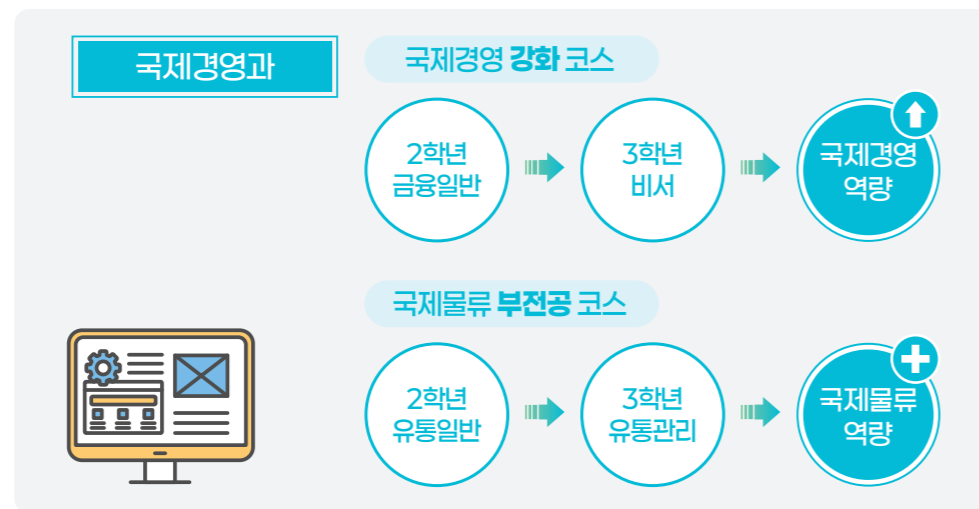 국제경영과
국제경영 강화 코스
2학년
금융일반
3학년
비서
국제경영
역량
국제물류 부전공 코스
2학년
유통일반
3학년
유통관리
국제물류
역량